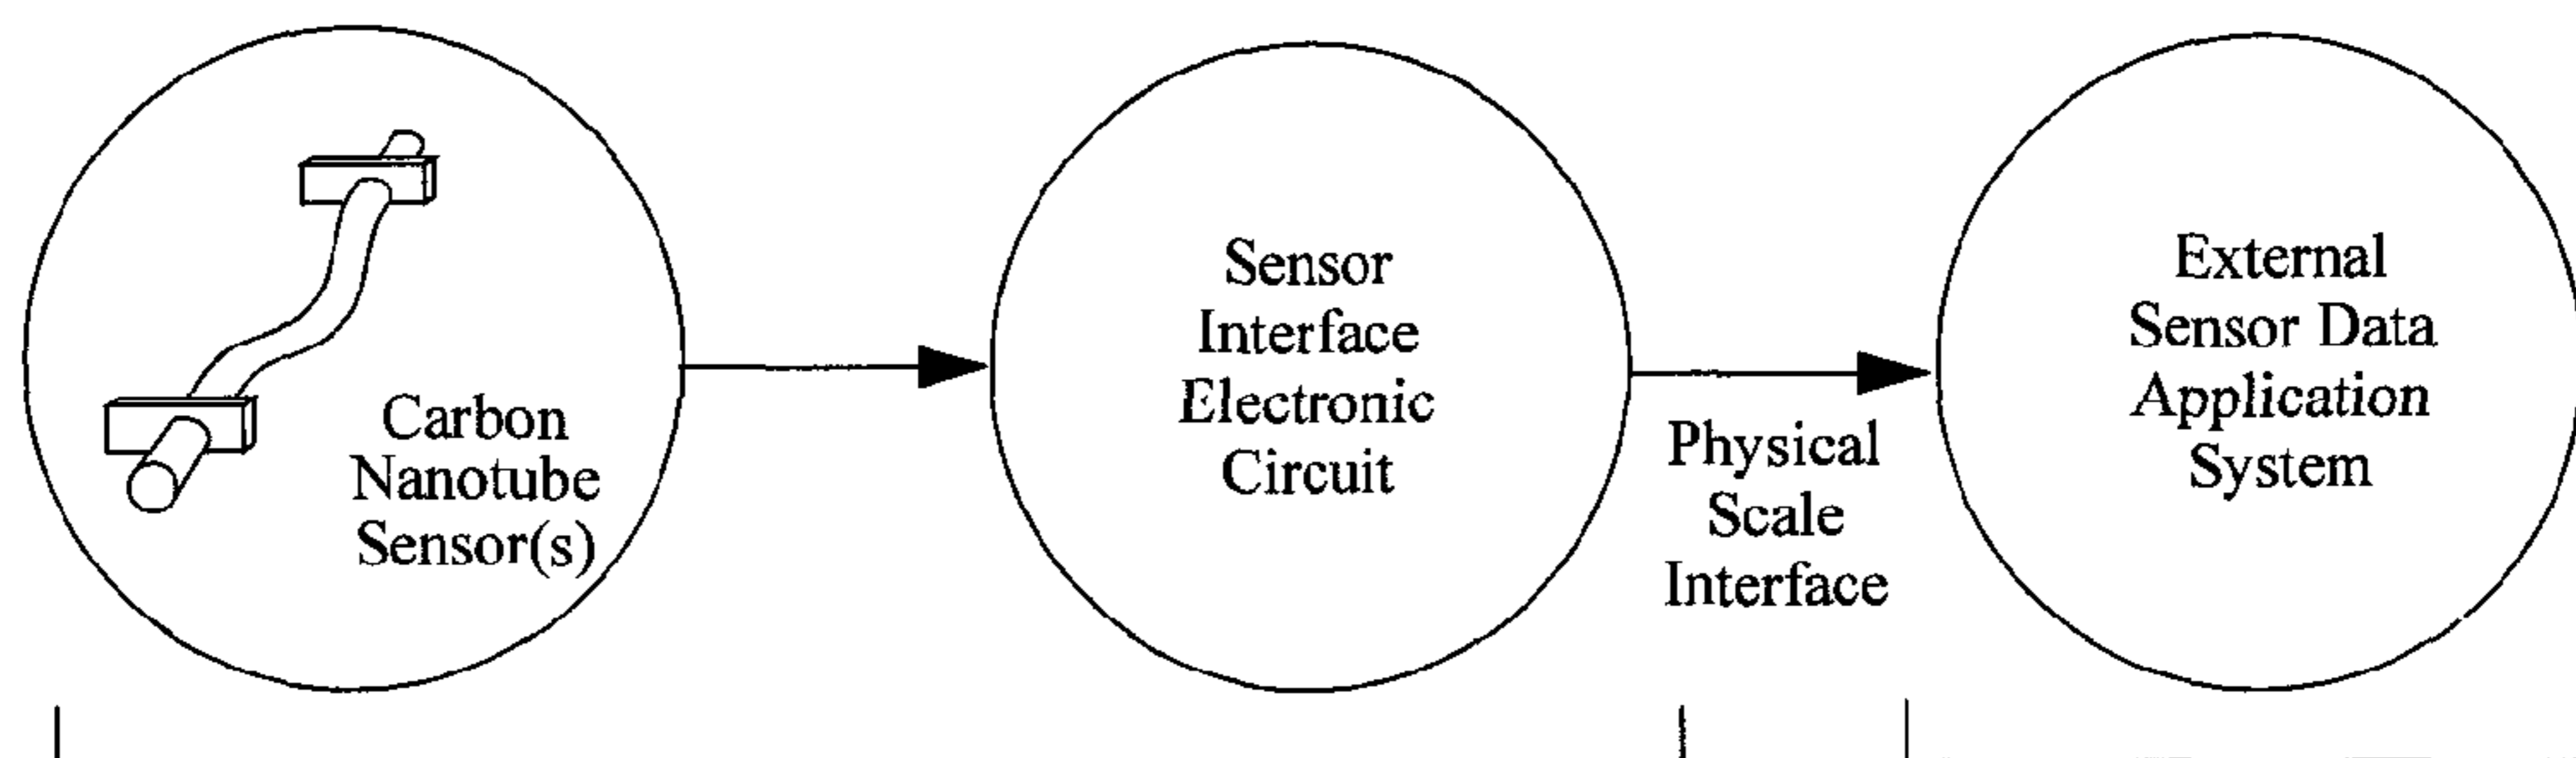 Carbon
Nanotube
Sensor(s)
Sensor
Interface
Electronic
Circuit
Physical
Scale
Interface
External
Sensor Data
Application
System